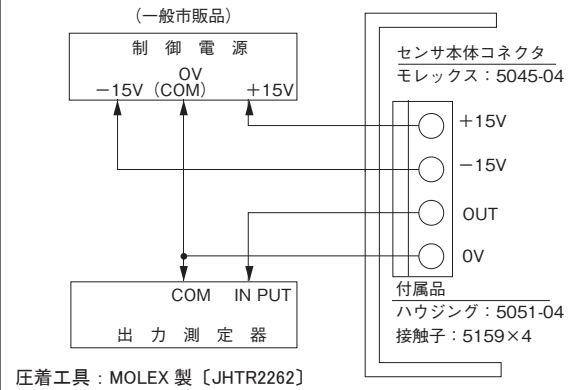 (一般市販品)
制御電源
0V
−15V (COM) +15V
センサ本体コネクタ
モレックス:5045-04
+15V
−15V
OUT
0V
COM IN PUT
出力測定器
付属品
ハウジング:5051-04
接触子:5159×4
圧着工具:MOLEX 製〔JHTR2262〕